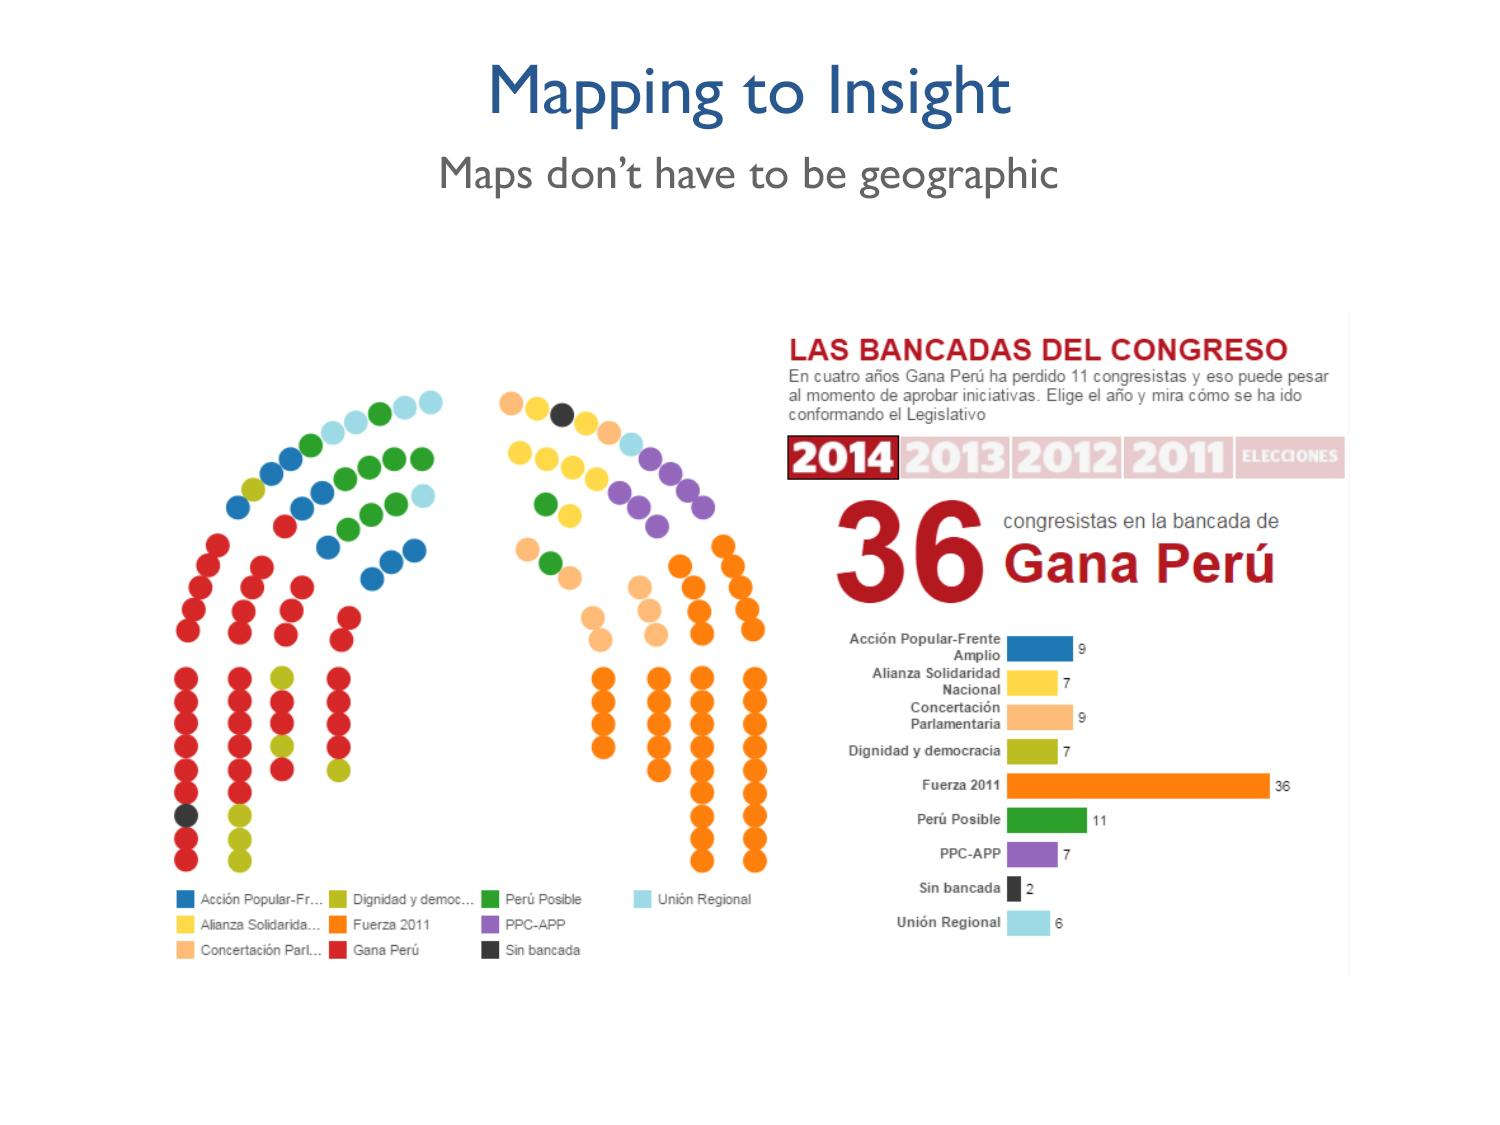 Mapping to Insight
Maps don’t have to be geographic
LAS BANCADAS DEL CONGRESO
En cuatro años Gana Perú ha perdido 11 congresistas y eso puede pesar
al momento de aprobar iniciativas. Elige el año y mira cómo se ha ido
conformando el Legislativo
2014 2013 2012 2011 ELECCIONES
36 congresistas en la bancada de
Gana Perú
Acción Popular-Frente
Amplio 9
Alianza Solidaridad
Nacional 7
Concertación
Parlamentaria 9
Dignidad y democracia 7
Fuerza 2011 36
Perú Posible 11
PPC-APP 7
Sin bancada 2
Unión Regional 6
Acción Popular-Fr... Dignidad y democ... Perú Posible Unión Regional
Alianza Solidarida... Fuerza 2011 PPC-APP
Concertación Parl... Gana Perú Sin bancada